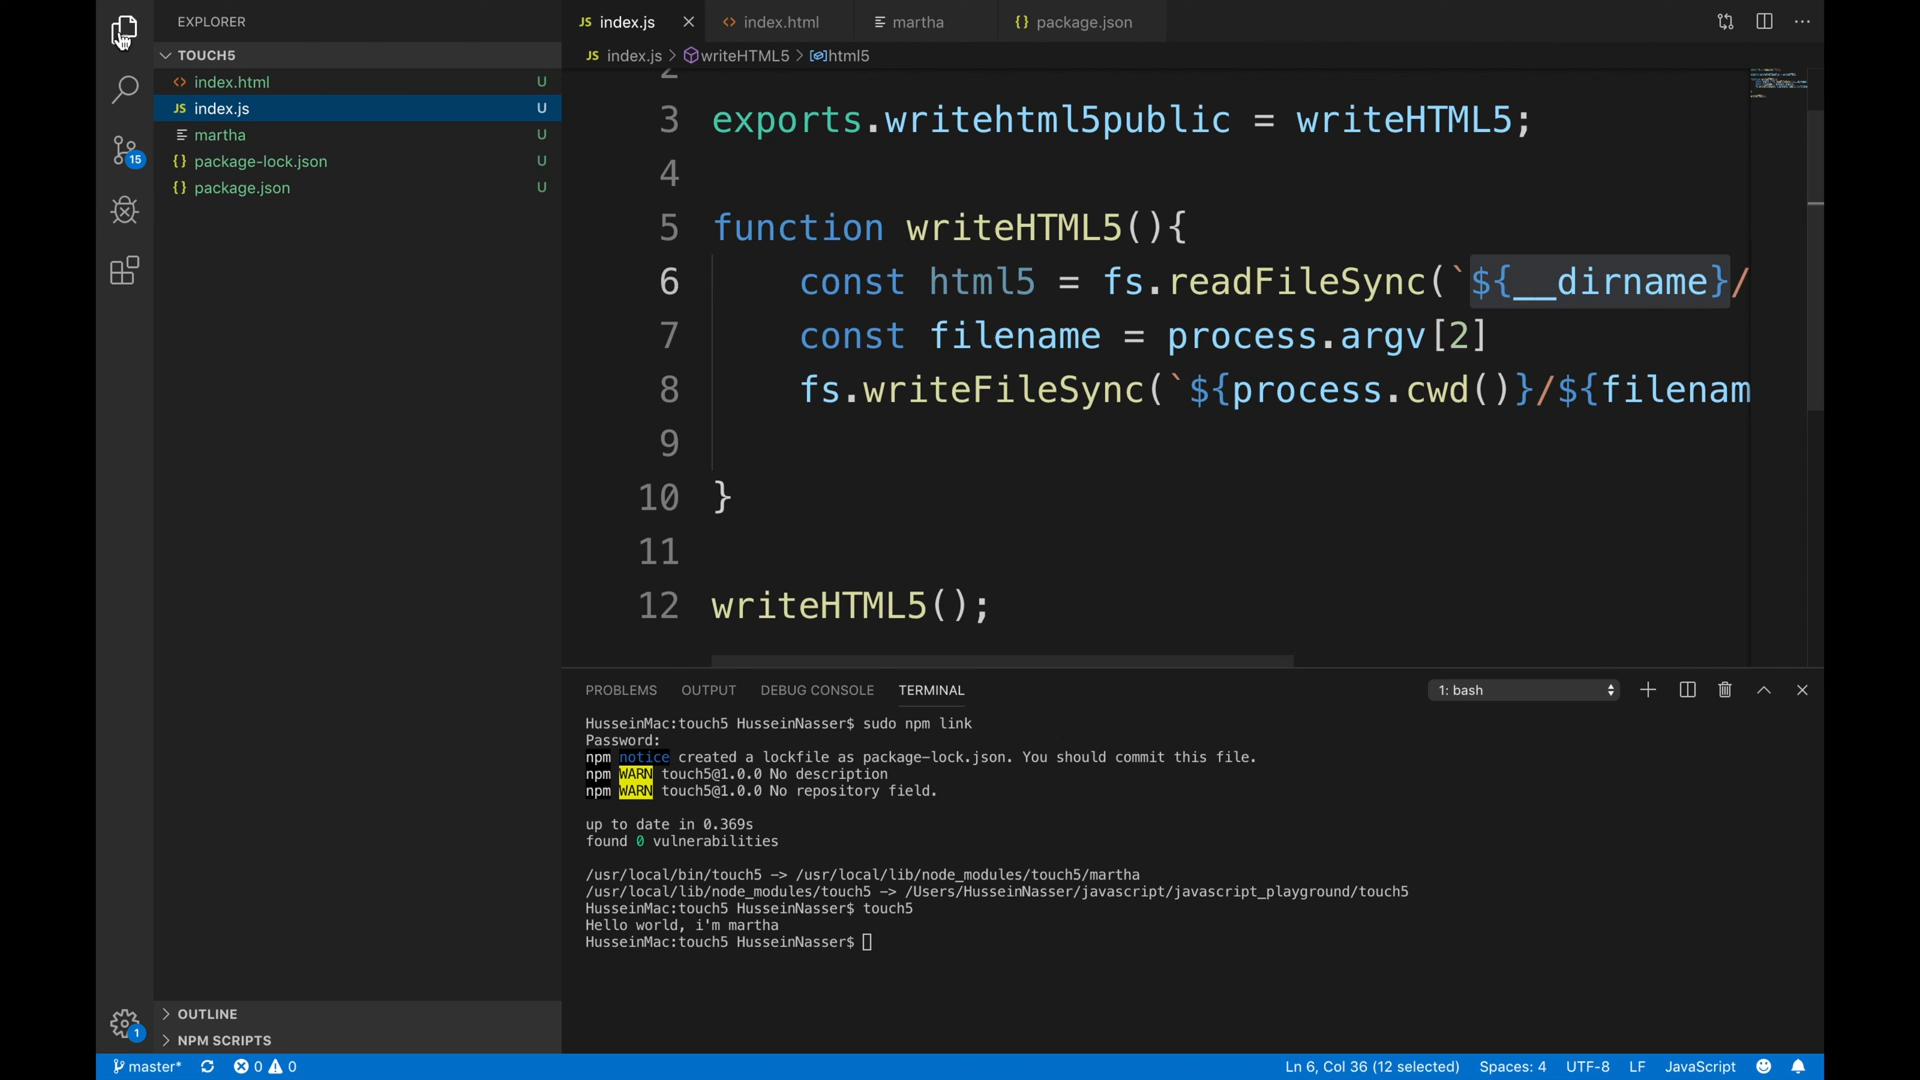 EXPLORER
TOUCH5
index.html U
index.js U
martha U
package-lock.json U
package.json U
15
OUTLINE
NPM SCRIPTS
1
index.js
index.html
martha
package.json
index.js > writeHTML5 > html5
2
3 exports.writehtml5public = writeHTML5;
4
5 function writeHTML5(){
6 const html5 = fs.readFileSync(`${__dirname}/
7 const filename = process.argv[2]
8 fs.writeFileSync(`${process.cwd()}/${filenam
9
10 }
11
12 writeHTML5();
PROBLEMS OUTPUT DEBUG CONSOLE TERMINAL 1: bash
HusseinMac:touch5 HusseinNasser$ sudo npm link
Password:
npm notice created a lockfile as package-lock.json. You should commit this file.
npm WARN touch5@1.0.0 No description
npm WARN touch5@1.0.0 No repository field.
up to date in 0.369s
found 0 vulnerabilities
/usr/local/bin/touch5 -> /usr/local/lib/node_modules/touch5/martha
/usr/local/lib/node_modules/touch5 -> /Users/HusseinNasser/javascript/javascript_playground/touch5
HusseinMac:touch5 HusseinNasser$ touch5
Hello world, i'm martha
HusseinMac:touch5 HusseinNasser$
master* 0 0 Ln 6, Col 36 (12 selected) Spaces: 4 UTF-8 LF JavaScript